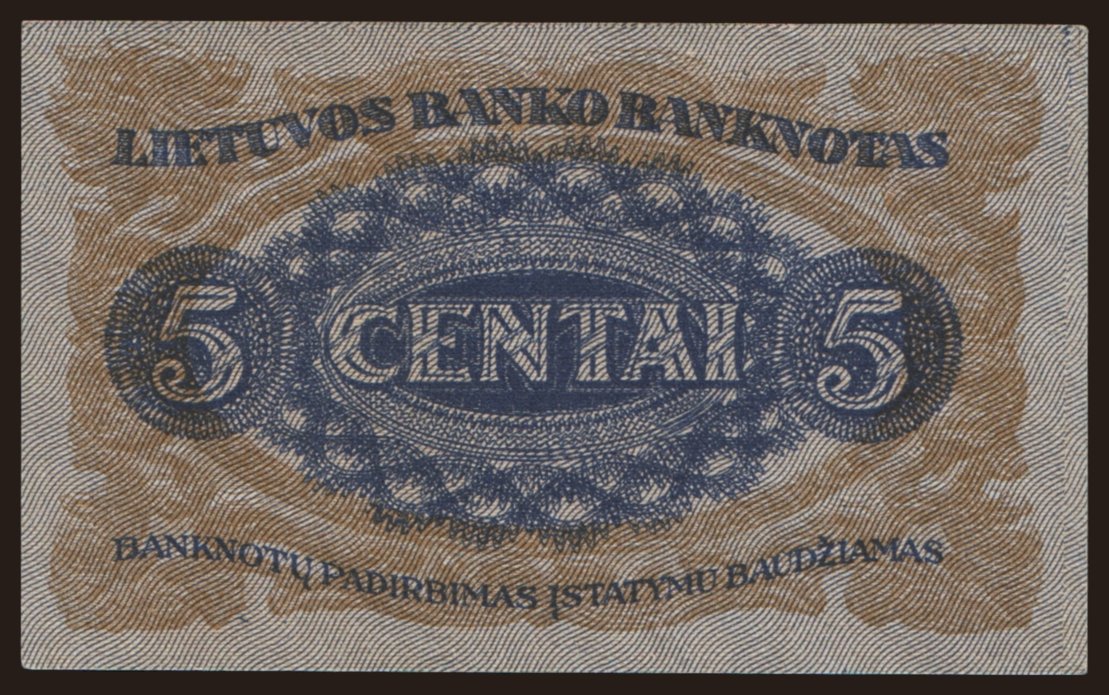 LIETUVOS BANKO BANKNOTAS
5 CENTAI 5
BANKNOTŲ PADIRBIMAS ĮSTATYMU BAUDŽIAMAS